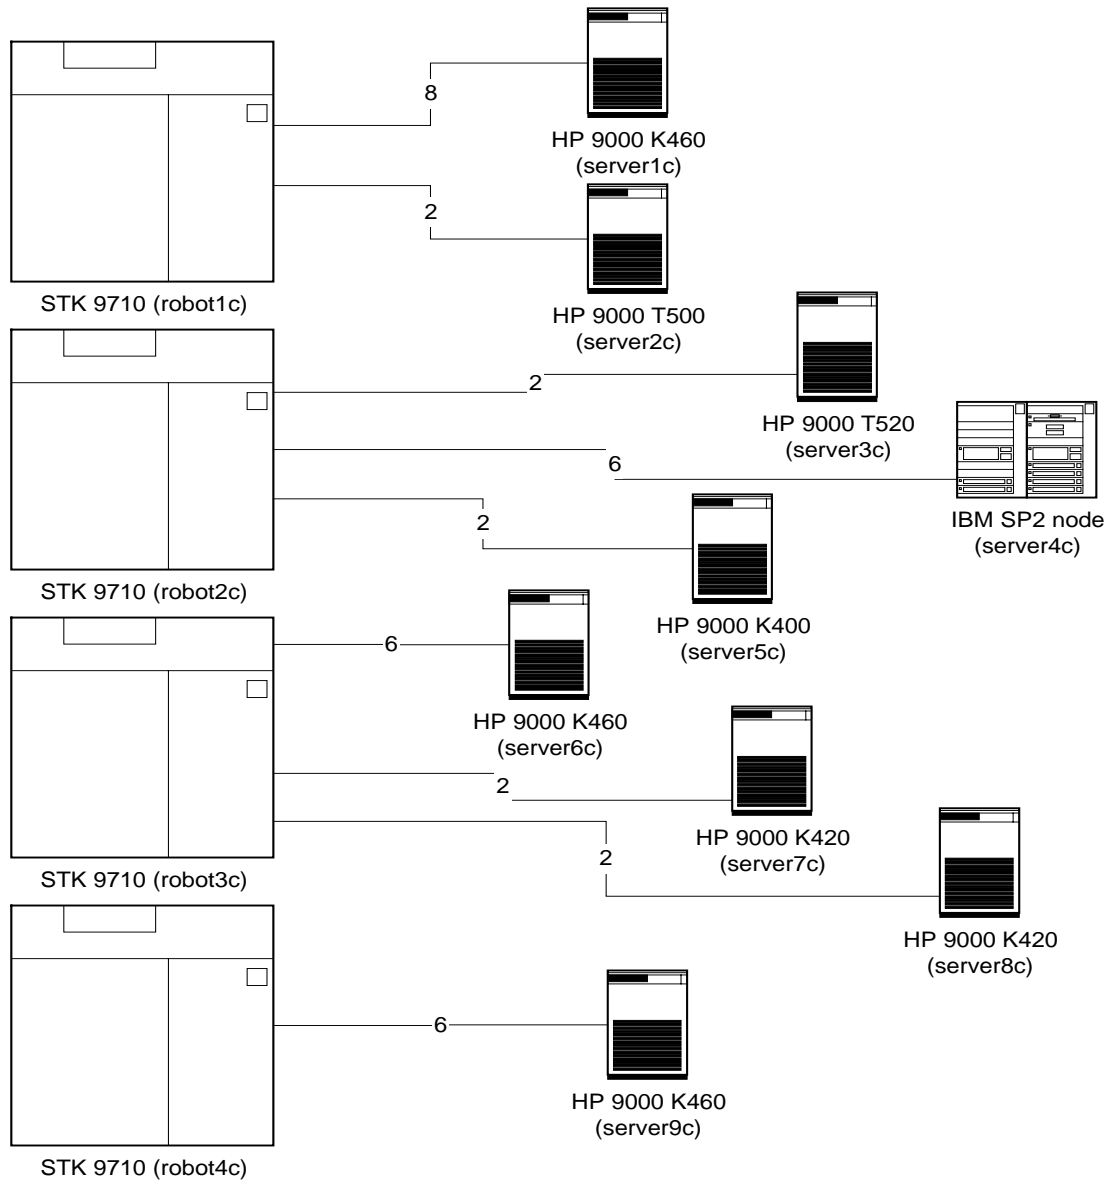 8
HP 9000 K460
(server1c)
2
STK 9710 (robot1c)
HP 9000 T500
(server2c)
2
HP 9000 T520
(server3c)
6
IBM SP2 node
(server4c)
2
STK 9710 (robot2c)
HP 9000 K400
(server5c)
6
HP 9000 K460
(server6c)
2
HP 9000 K420
(server7c)
2
STK 9710 (robot3c)
HP 9000 K420
(server8c)
6
HP 9000 K460
(server9c)
STK 9710 (robot4c)